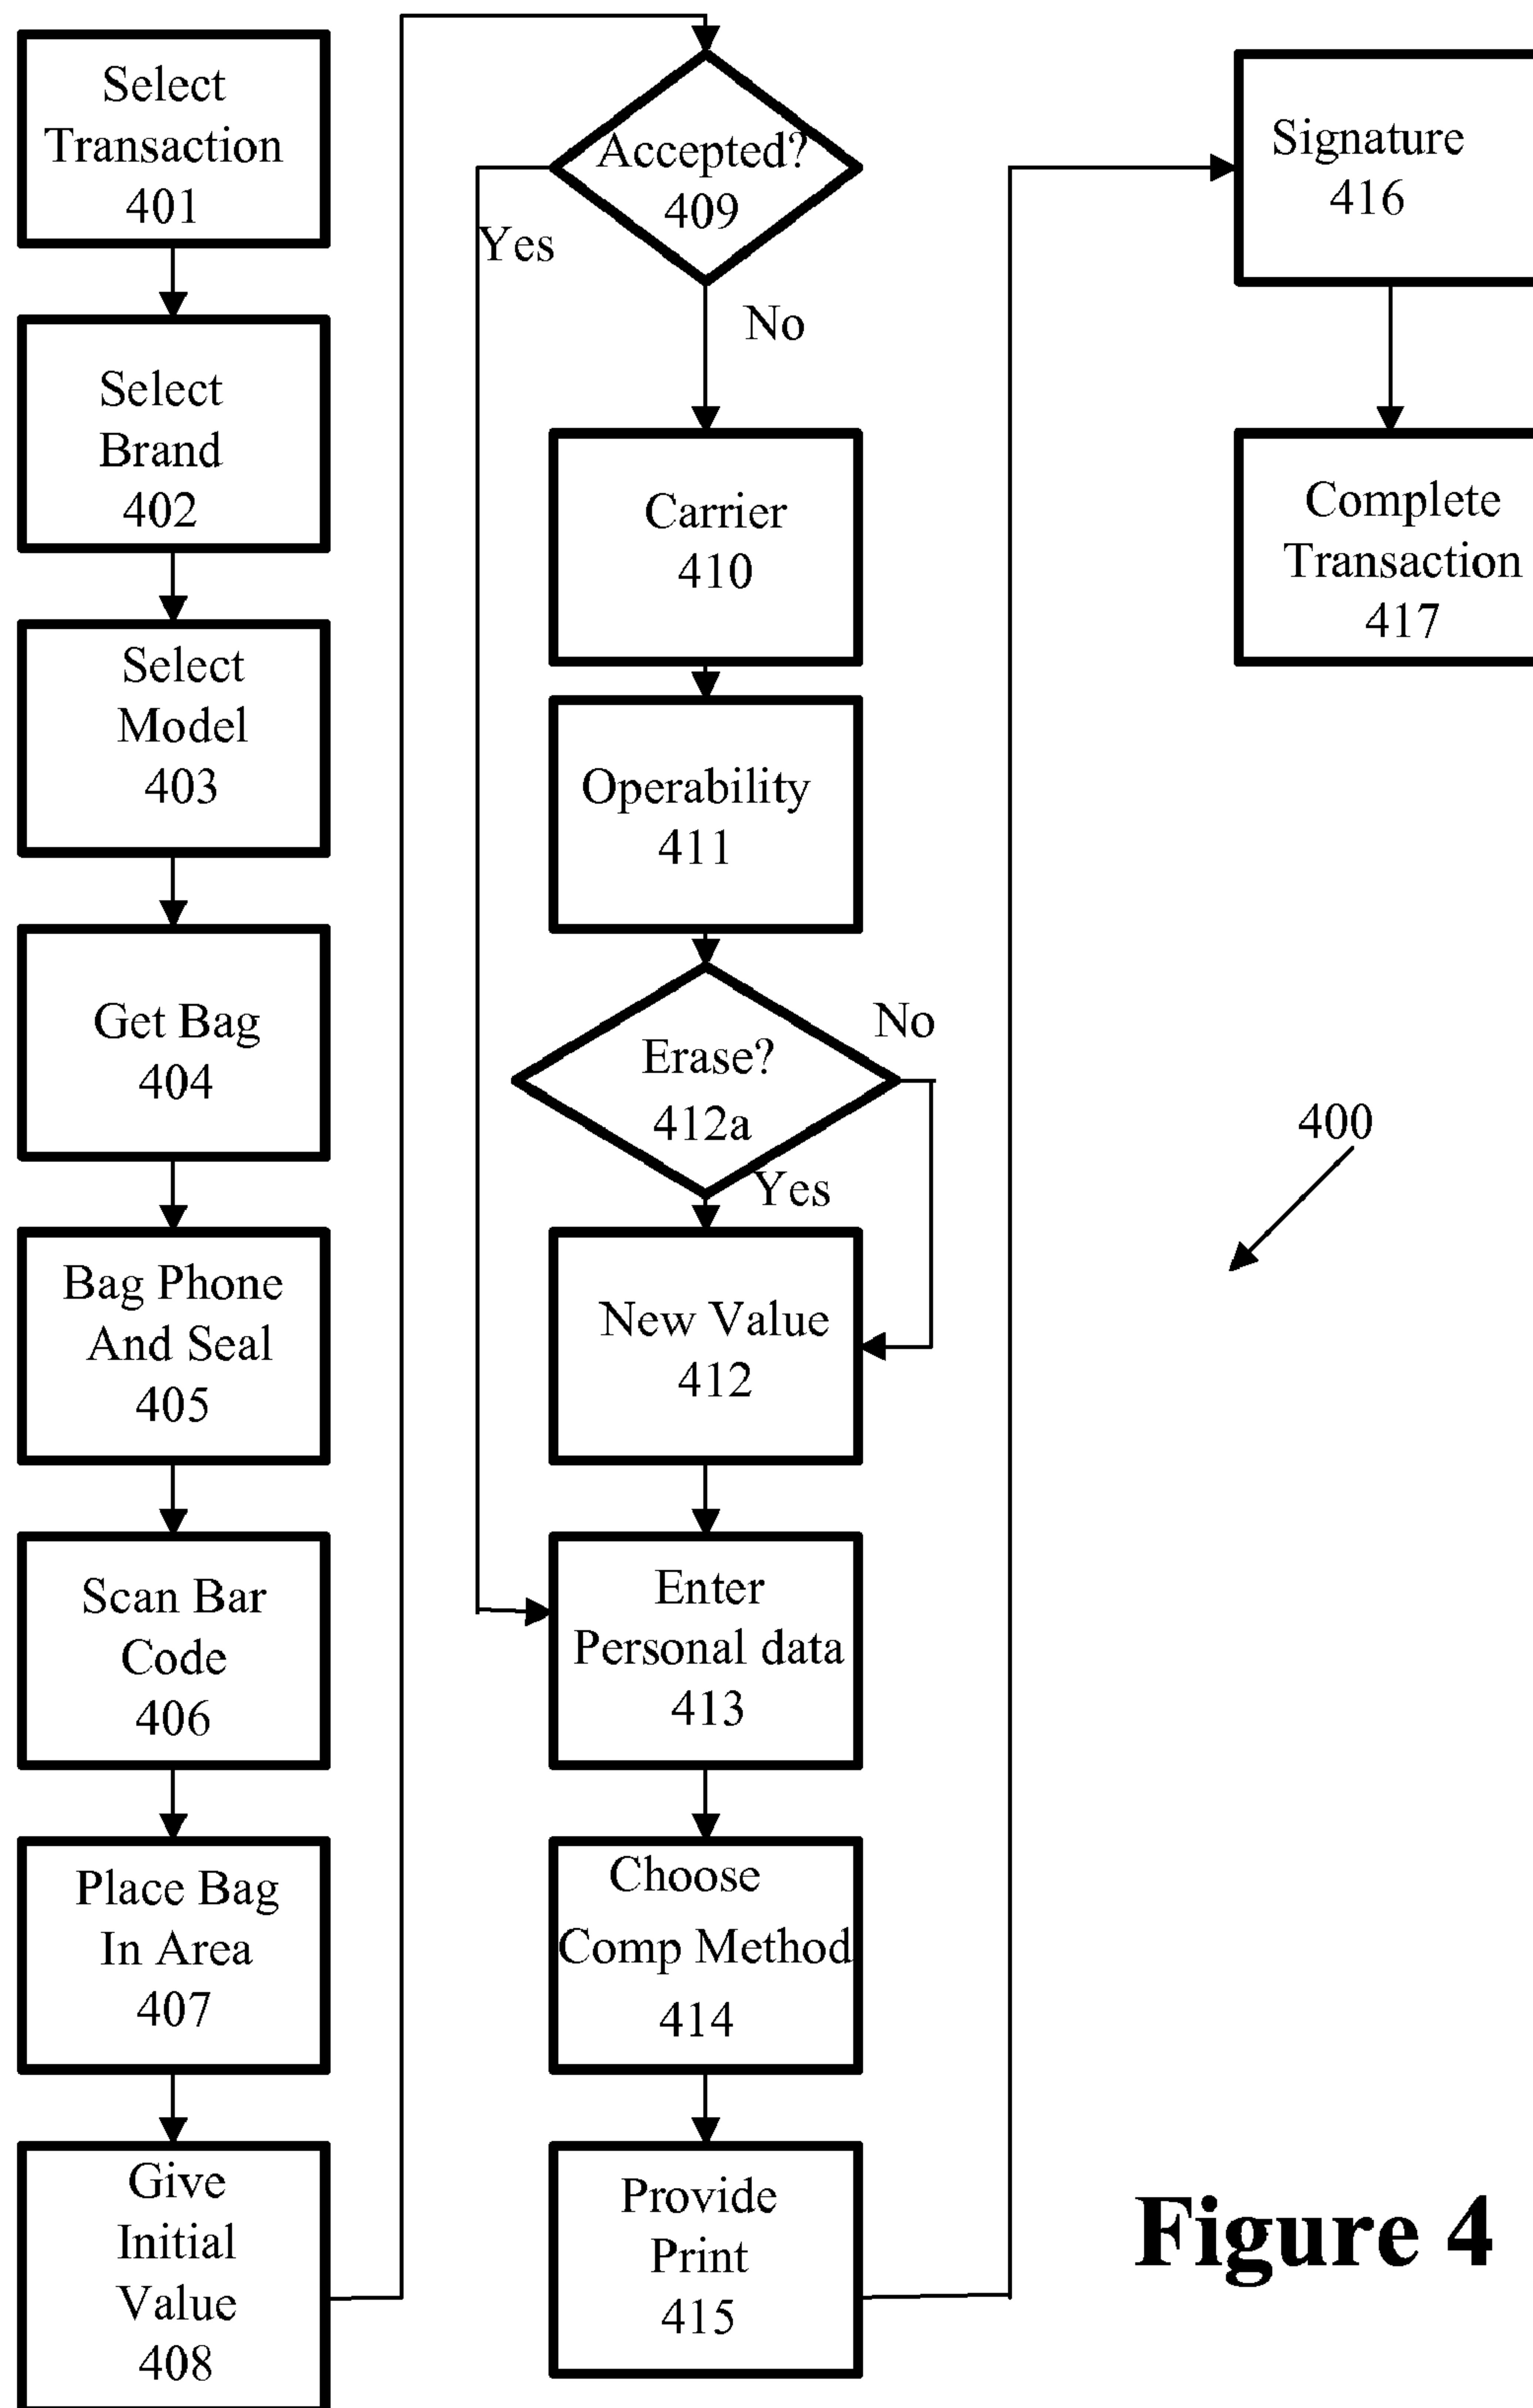 Select
Transaction
401
Select
Brand
402
Select
Model
403
Get Bag
404
Bag Phone
And Seal
405
Scan Bar
Code
406
Place Bag
In Area
407
Give
Initial
Value
408
Accepted?
409
Yes
No
Carrier
410
Operability
411
Erase?
412a
No
Yes
New Value
412
Enter
Personal data
413
Choose
Comp Method
414
Provide
Print
415
Signature
416
Complete
Transaction
417
400
Figure 4